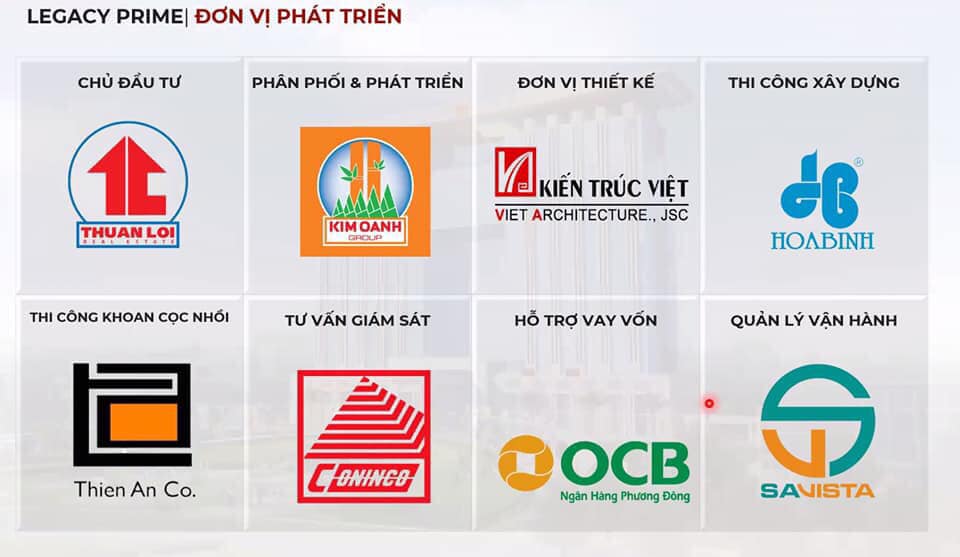 LEGACY PRIME| ĐƠN VỊ PHÁT TRIỂN
CHỦ ĐẦU TƯ
THUAN LOI
REAL ESTATE
PHÂN PHỐI & PHÁT TRIỂN
KIM OANH
GROUP
ĐƠN VỊ THIẾT KẾ
KIẾN TRÚC VIỆT
VIET ARCHITECTURE., JSC
THI CÔNG XÂY DỰNG
®
HOABINH
THI CÔNG KHOAN CỌC NHỒI
Thien An Co.
TƯ VẤN GIÁM SÁT
CONINCO
HỖ TRỢ VAY VỐN
OCB
Ngân Hàng Phương Đông
QUẢN LÝ VẬN HÀNH
SAVISTA